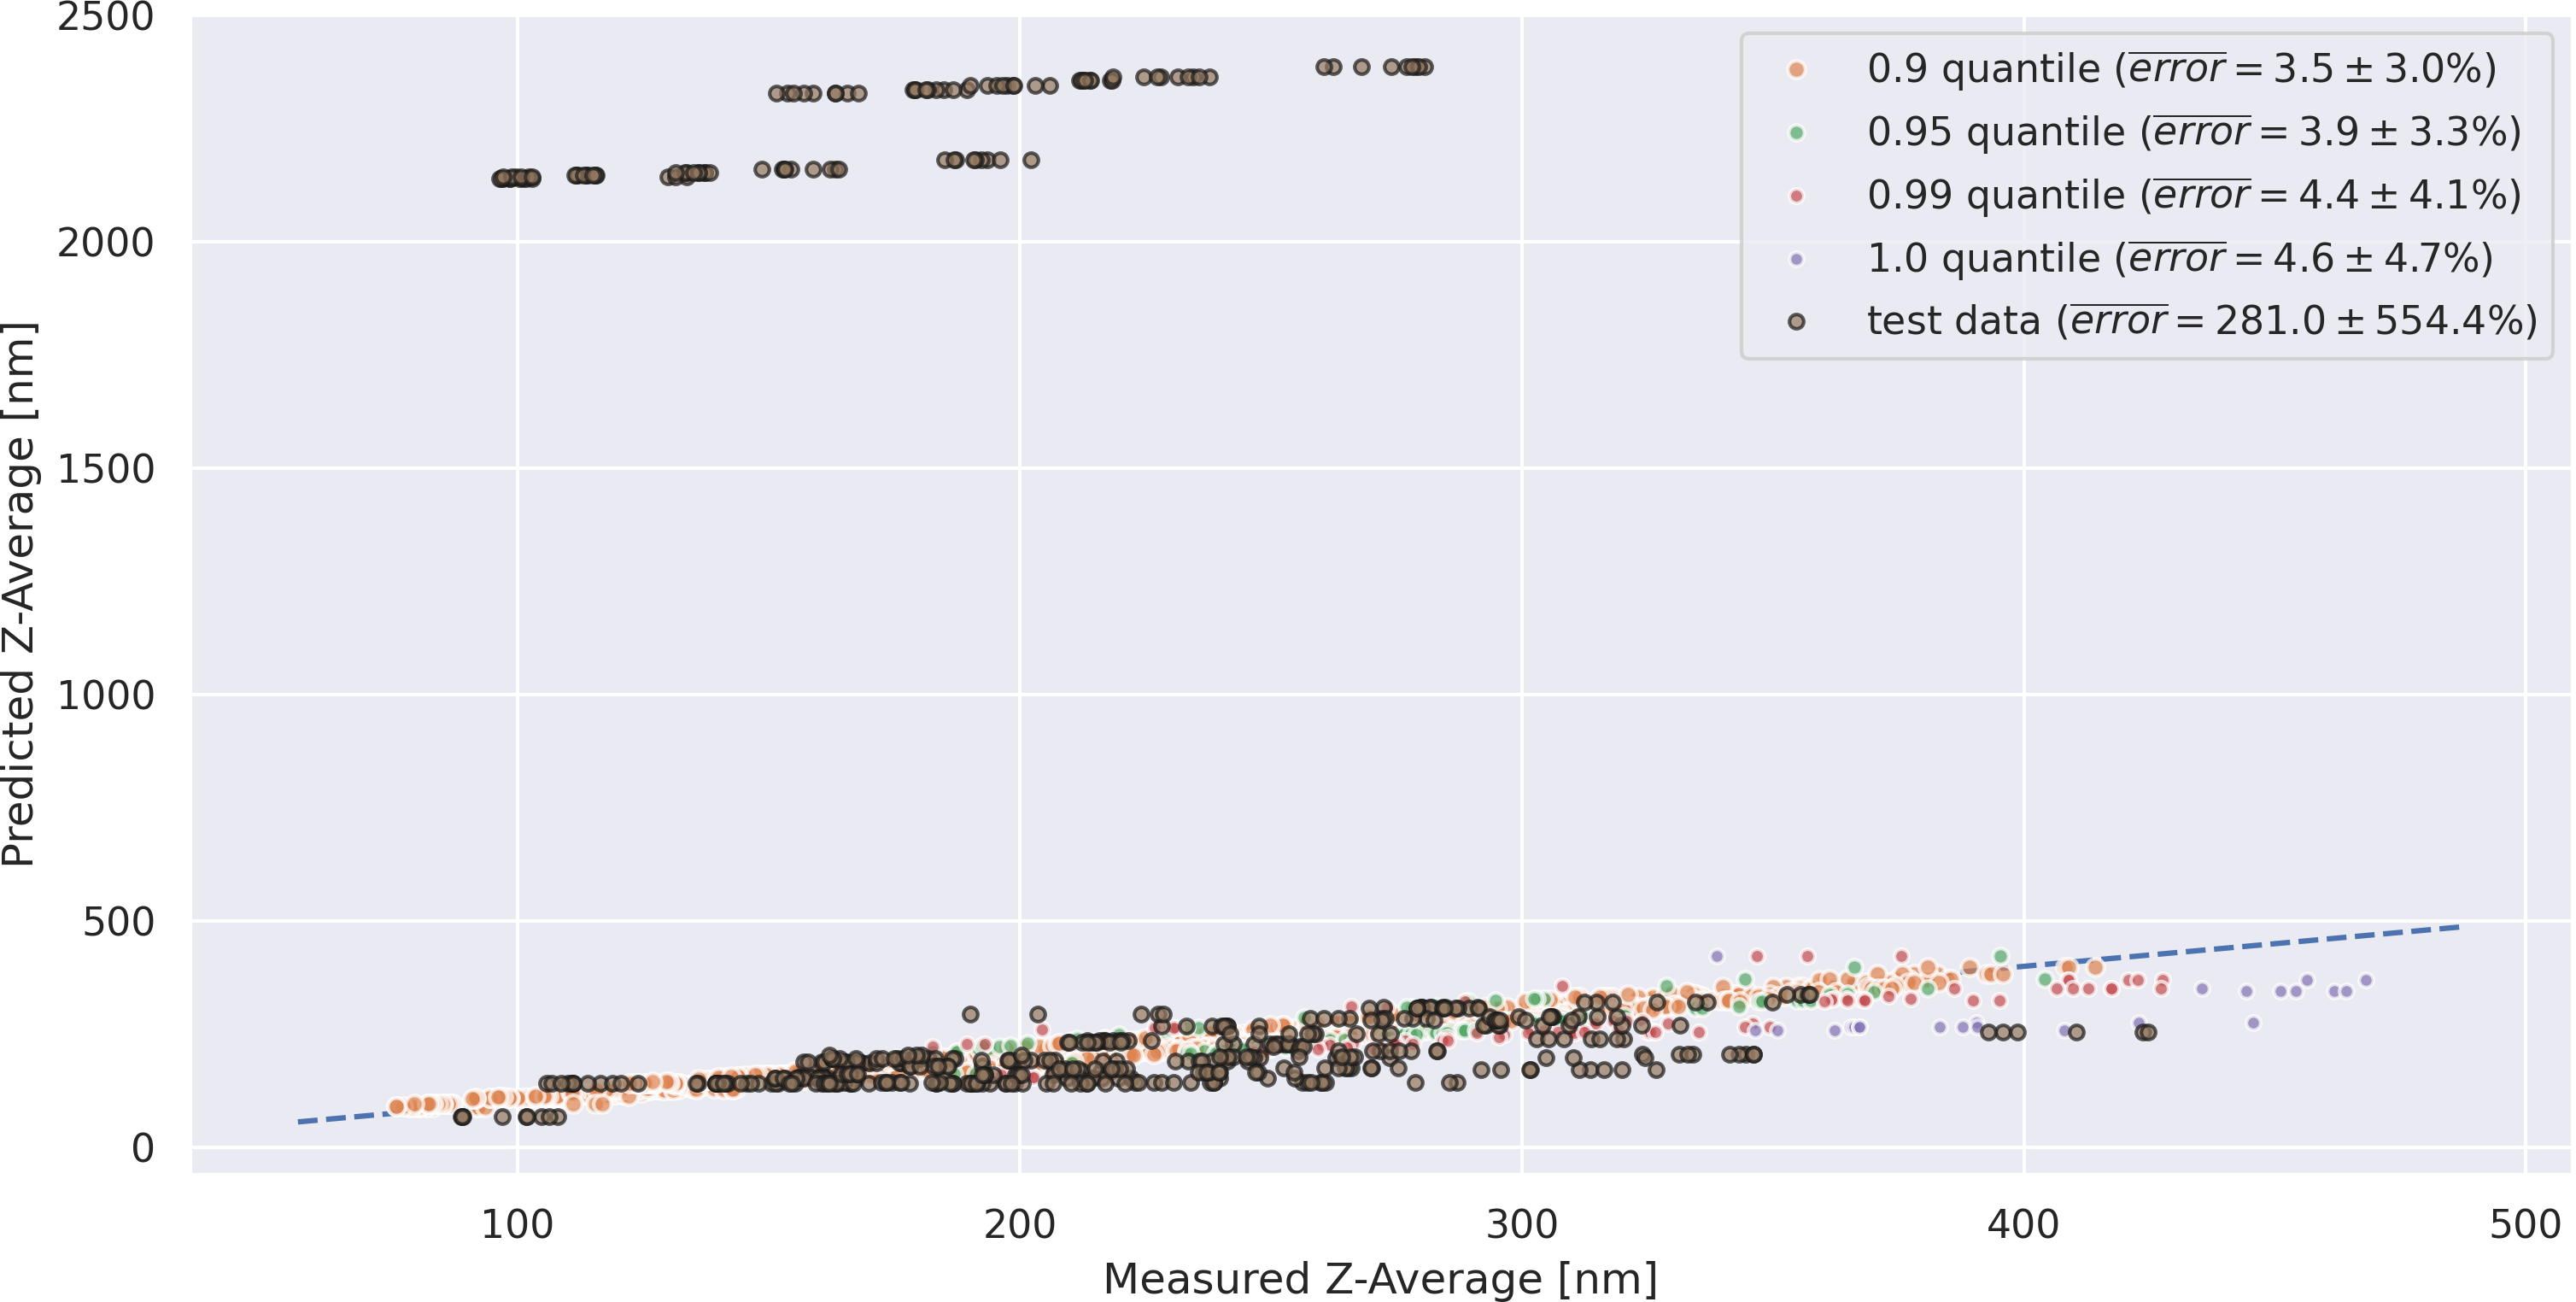 2500
2000
1500
1000
500
0
Predicted Z-Average [nm]
0.9 quantile (error = 3.5 ± 3.0%)
0.95 quantile (error = 3.9 ± 3.3%)
0.99 quantile (error = 4.4 ± 4.1%)
1.0 quantile (error = 4.6 ± 4.7%)
test data (error = 281.0 ± 554.4%)
100 200 300 400 500
Measured Z-Average [nm]